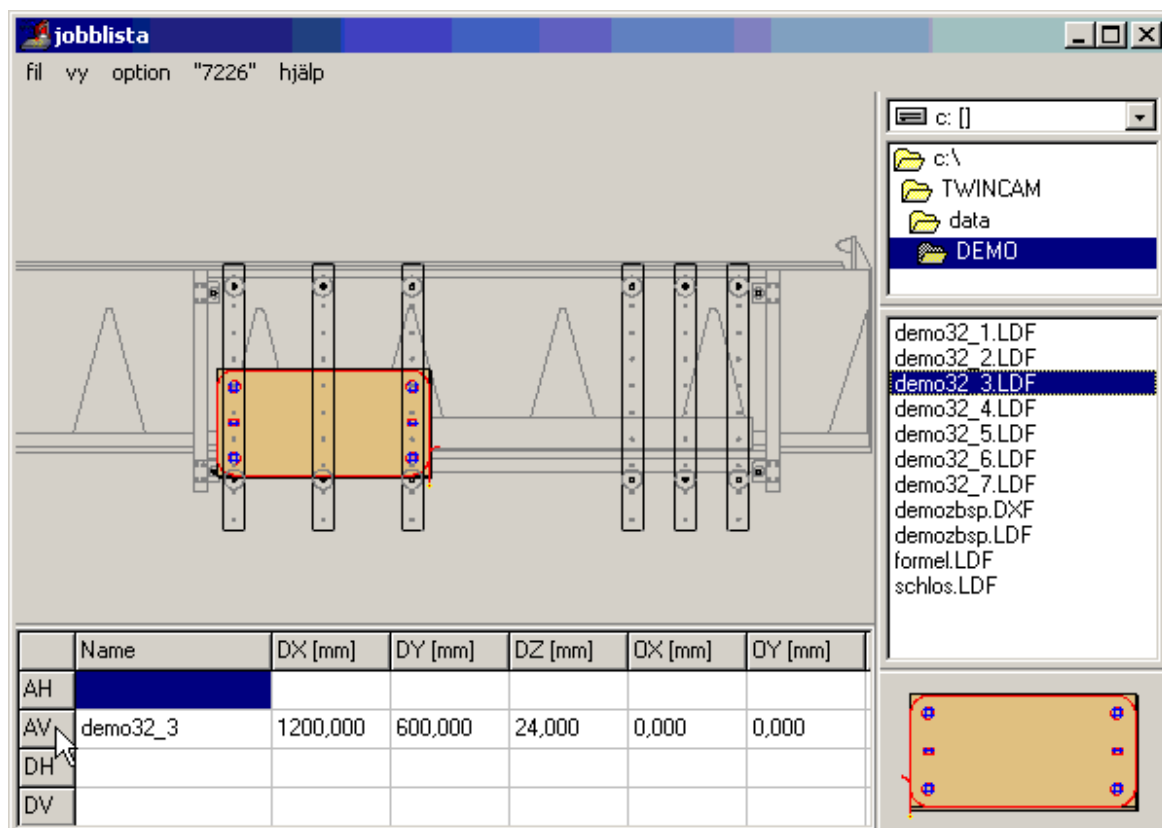 jobblista
fil vy option "7226" hjälp
c: []
c:\
TWINCAM
data
DEMO
demo32_1.LDF
demo32_2.LDF
demo32_3.LDF
demo32_4.LDF
demo32_5.LDF
demo32_6.LDF
demo32_7.LDF
demozbsp.DXF
demozbsp.LDF
formel.LDF
schlos.LDF
Name DX [mm] DY [mm] DZ [mm] OX [mm] OY [mm]
AH
AV demo32_3 1200,000 600,000 24,000 0,000 0,000
DH
DV